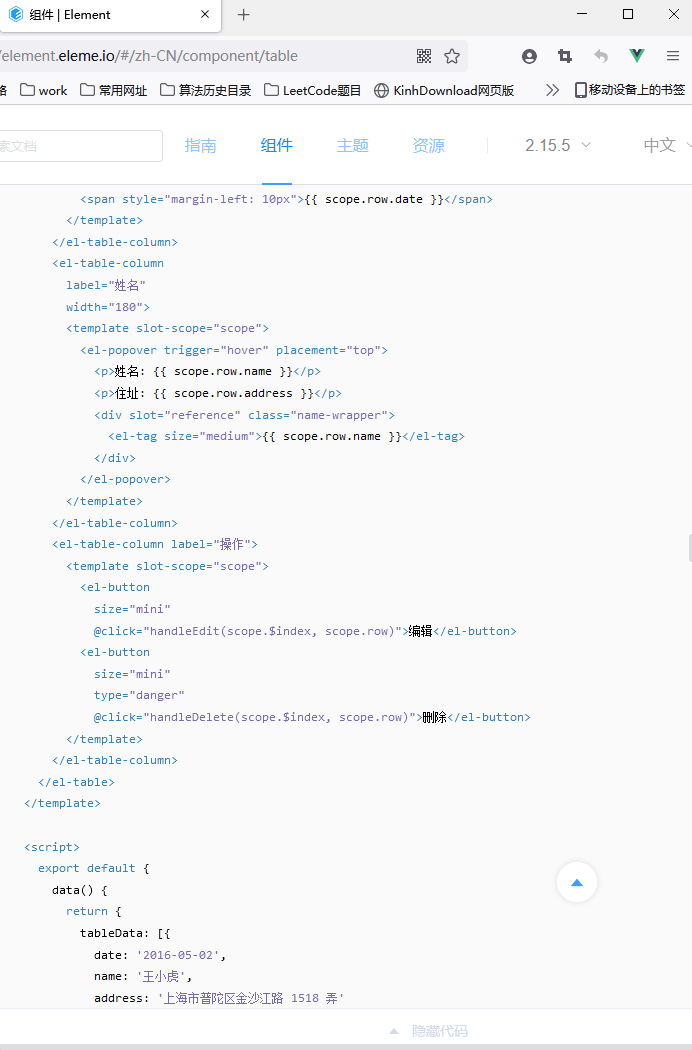 组件 | Element
/element.eleme.io/#/zh-CN/component/table
work 常用网址 算法历史目录 LeetCode题目 KinhDownload网页版 移动设备上的书签
索文档 指南 组件 主题 资源 2.15.5 中文
<span style="margin-left: 10px">{{ scope.row.date }}</span>
</template>
</el-table-column>
<el-table-column
label="姓名"
width="180">
<template slot-scope="scope">
<el-popover trigger="hover" placement="top">
<p>姓名: {{ scope.row.name }}</p>
<p>住址: {{ scope.row.address }}</p>
<div slot="reference" class="name-wrapper">
<el-tag size="medium">{{ scope.row.name }}</el-tag>
</div>
</el-popover>
</template>
</el-table-column>
<el-table-column label="操作">
<template slot-scope="scope">
<el-button
size="mini"
@click="handleEdit(scope.$index, scope.row)">编辑</el-button>
<el-button
size="mini"
type="danger"
@click="handleDelete(scope.$index, scope.row)">删除</el-button>
</template>
</el-table-column>
</el-table>
</template>
<script>
export default {
data() {
return {
tableData: [{
date: '2016-05-02',
name: '王小虎',
address: '上海市普陀区金沙江路 1518 弄'
隐藏代码